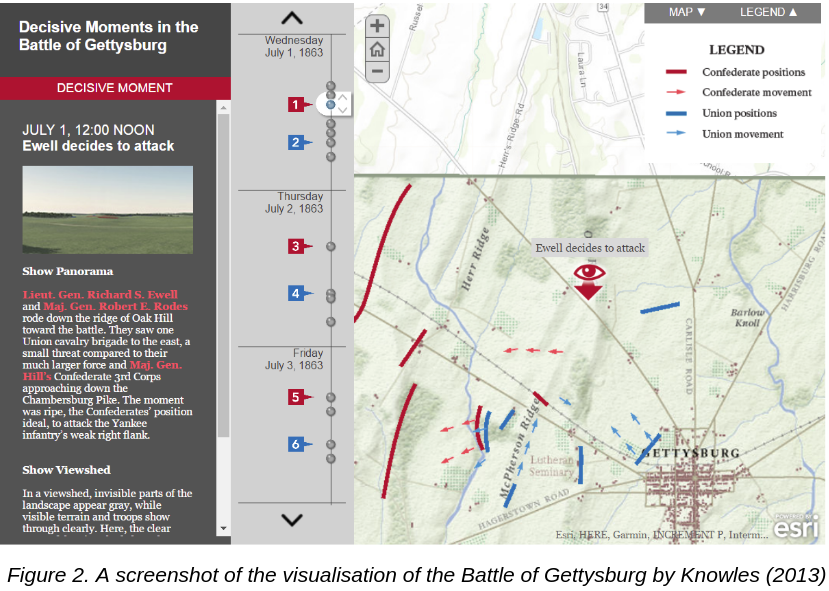 Decisive Moments in the
Battle of Gettysburg
DECISIVE MOMENT
JULY 1, 12:00 NOON
Ewell decides to attack
Show Panorama
Lieut. Gen. Richard S. Ewell
and Maj. Gen. Robert E. Rodes
rode down the ridge of Oak Hill
toward the battle. They saw one
Union cavalry brigade to the east, a
small threat compared to their
much larger force and Maj. Gen.
Hill's Confederate 3rd Corps
approaching down the
Chambersburg Pike. The moment
was ripe, the Confederates' position
ideal, to attack the Yankee
infantry's weak right flank.
Show Viewshed
In a viewshed, invisible parts of the
landscape appear gray, while
visible terrain and troops show
through clearly. Here, the clear
Wednesday
July 1, 1863
1
2
Thursday
July 2, 1863
3
4
Friday
July 3, 1863
5
6
MAP ▼ LEGEND ▲
LEGEND
Confederate positions
Confederate movement
Union positions
Union movement
34
Russel
Laura Ln
Herr's Ridge Rd
School R
Herr Ridge
Ewell decides to attack
HARRISBURG ROAD
Barlow
Knoll
CARLISLE ROAD
McPherson Ridge
GETTYSBURG
Lutheran
Seminary
HAGERSTOWN ROAD
Esri, HERE, Garmin, INCREMENT P, Interm...
esri
Figure 2. A screenshot of the visualisation of the Battle of Gettysburg by Knowles (2013)